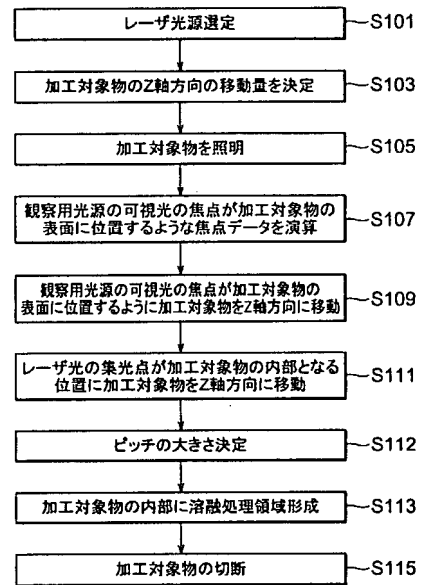 レーザ光源選定
S101
加工対象物のZ軸方向の移動量を決定
S103
加工対象物を照明
S105
観察用光源の可視光の焦点が加工対象物の
表面に位置するような焦点データを演算
S107
観察用光源の可視光の焦点が加工対象物の
表面に位置するように加工対象物をZ軸方向に移動
S109
レーザ光の集光点が加工対象物の内部となる
位置に加工対象物をZ軸方向に移動
S111
ピッチの大きさ決定
S112
加工対象物の内部に溶融処理領域形成
S113
加工対象物の切断
S115